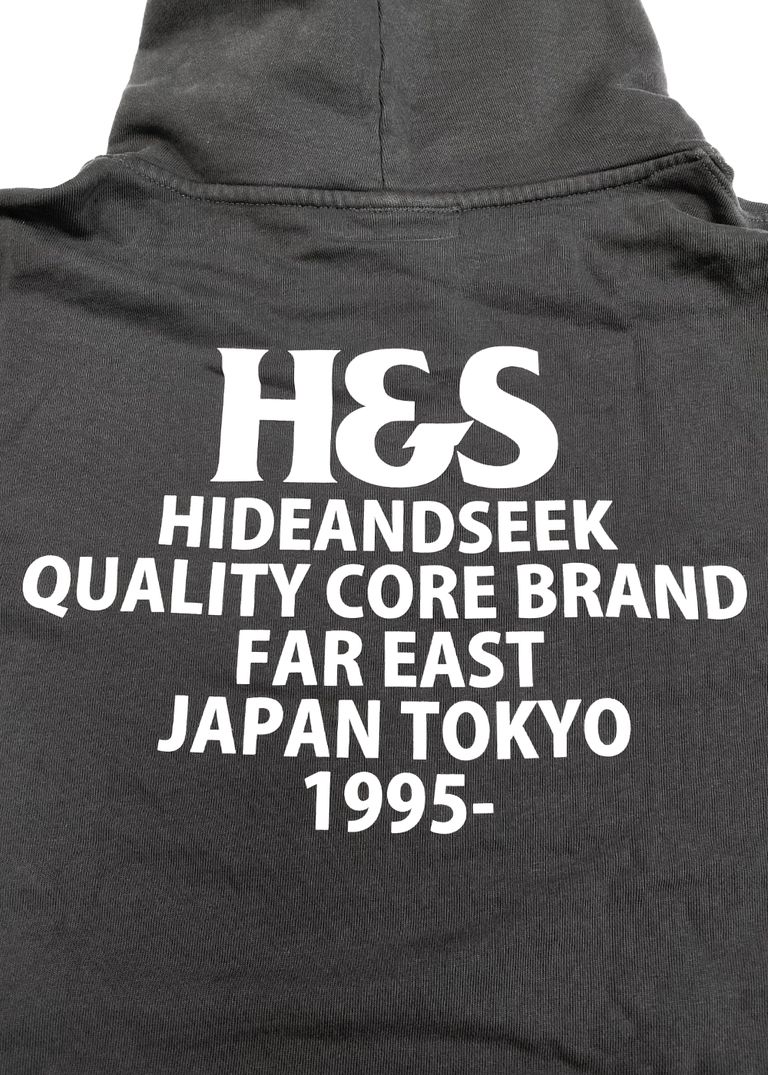 H&S
HIDEANDSEEK
QUALITY CORE BRAND
FAR EAST
JAPAN TOKYO
1995-